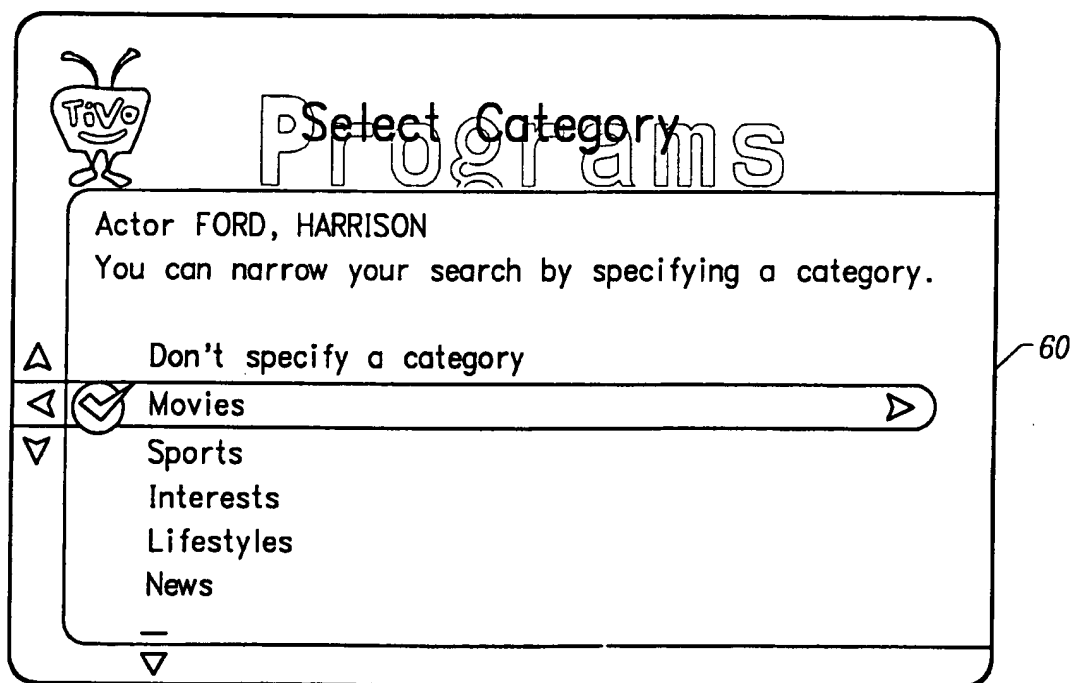 TiVo
Select Category
Programs
Actor FORD, HARRISON
You can narrow your search by specifying a category.
Don't specify a category
60
Movies
Sports
Interests
Lifestyles
News